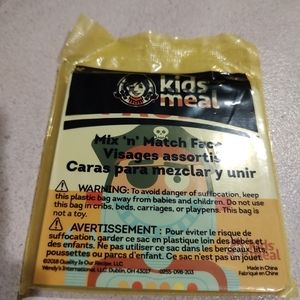 kids'
meal
Mix 'n' Match Face
Visages assortis
Caras para mezclar y unir
WARNING: To avoid danger of suffocation, keep
this plastic bag away from babies and children. Do not use
this bag in cribs, beds, carriages, or playpens. This bag is
not a toy.
AVERTISSEMENT: Pour éviter le risque de
suffocation, garder ce sac en plastique loin des bébés et
des enfants. Ne pas utiliser ce sac dans les berceaux, lits,
poussettes ou parcs d'enfant. Ce sac n'est pas un jouet.
©2018 Quality Is Our Recipe, LLC
Wendy's International, LLC, Dublin, OH 43017
Made in China
Fabriqué en China
kids
meal